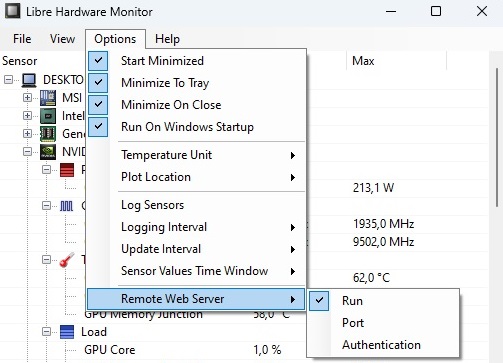 Libre Hardware Monitor
File View Options Help
Sensor Max
Start Minimized
DESKTO
Minimize To Tray
MSI
Minimize On Close
Intel
Run On Windows Startup
Gene
Temperature Unit
NVID
Plot Location
213,1 W
Log Sensors
Logging Interval
1935,0 MHz
Update Interval
9502,0 MHz
Sensor Values Time Window
62,0 °C
Remote Web Server
Run
GPU Memory Junction 58,0 °C
Port
Load
Authentication
GPU Core 1,0 %